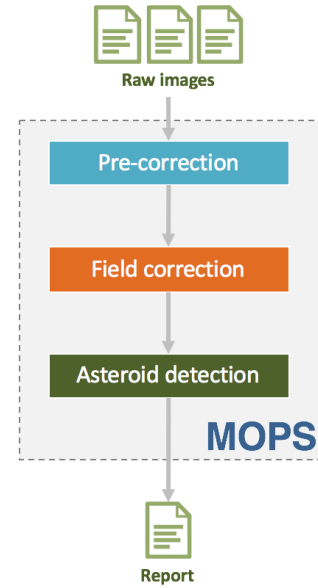 Raw images
Pre-correction
Field correction
Asteroid detection
MOPS
Report